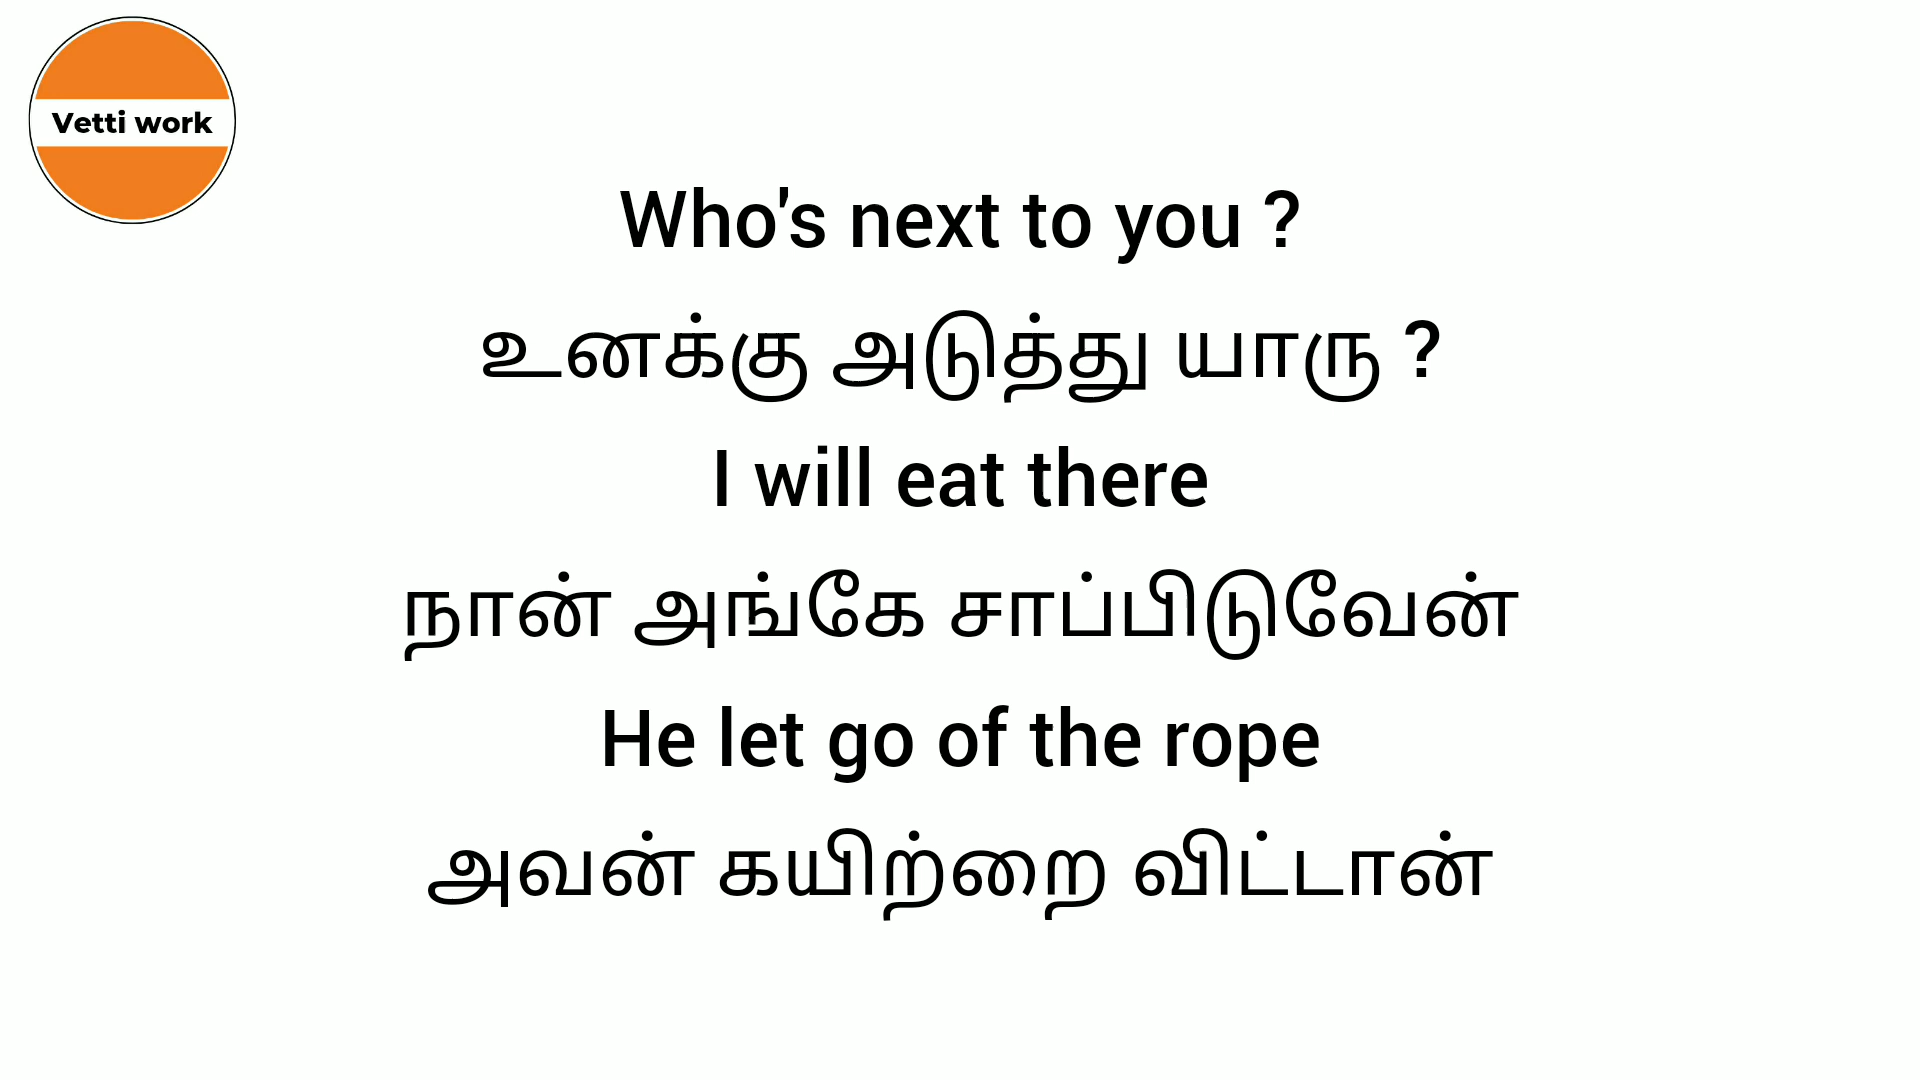 Vetti work
Who's next to you ?
உனக்கு அடுத்து யாரு ?
I will eat there
நான் அங்கே சாப்பிடுவேன்
He let go of the rope
அவன் கயிற்றை விட்டான்